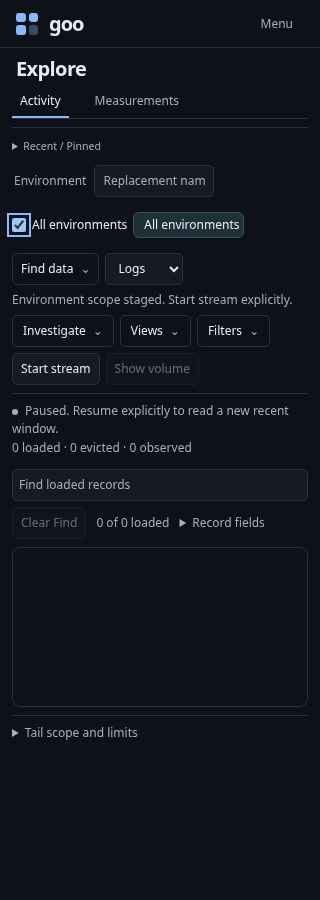 goo
Menu
Explore
Activity Measurements
Recent / Pinned
Environment Replacement nam
All environments All environments
Find data Logs
Environment scope staged. Start stream explicitly.
Investigate Views Filters
Start stream Show volume
Paused. Resume explicitly to read a new recent
window.
0 loaded · 0 evicted · 0 observed
Find loaded records
Clear Find 0 of 0 loaded Record fields
Tail scope and limits